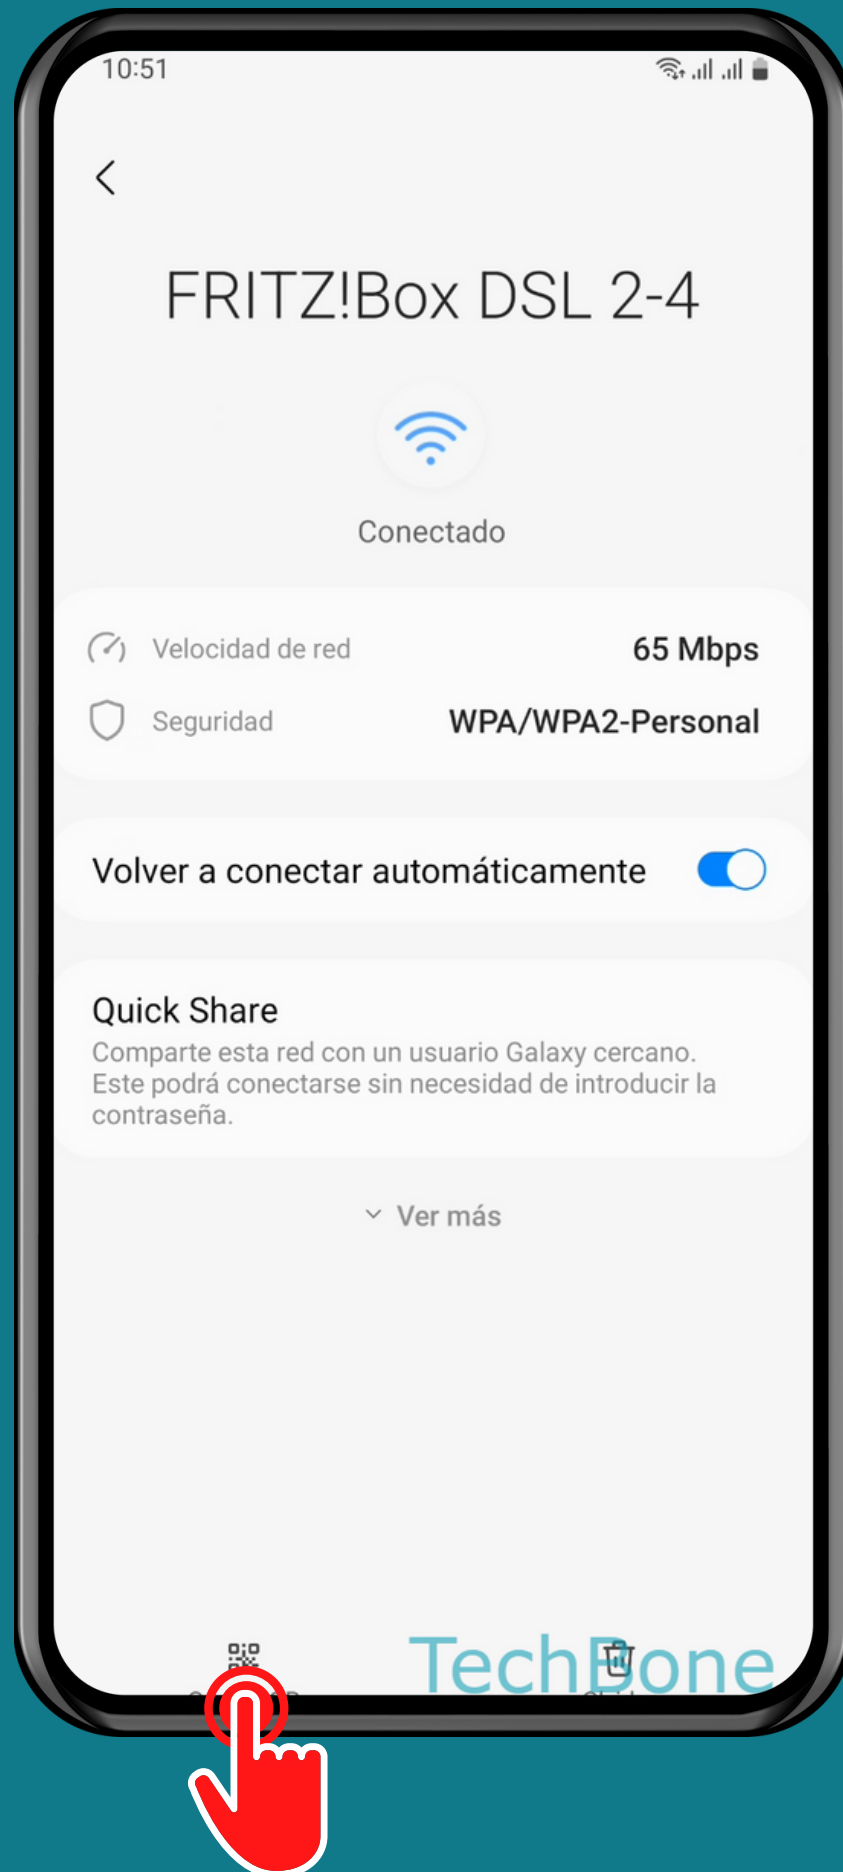 10:51
FRITZ!Box DSL 2-4
Conectado
Velocidad de red
65 Mbps
Seguridad
WPA/WPA2-Personal
Volver a conectar automáticamente
Quick Share
Comparte esta red con un usuario Galaxy cercano.
Este podrá conectarse sin necesidad de introducir la
contraseña.
Ver más
TechBone